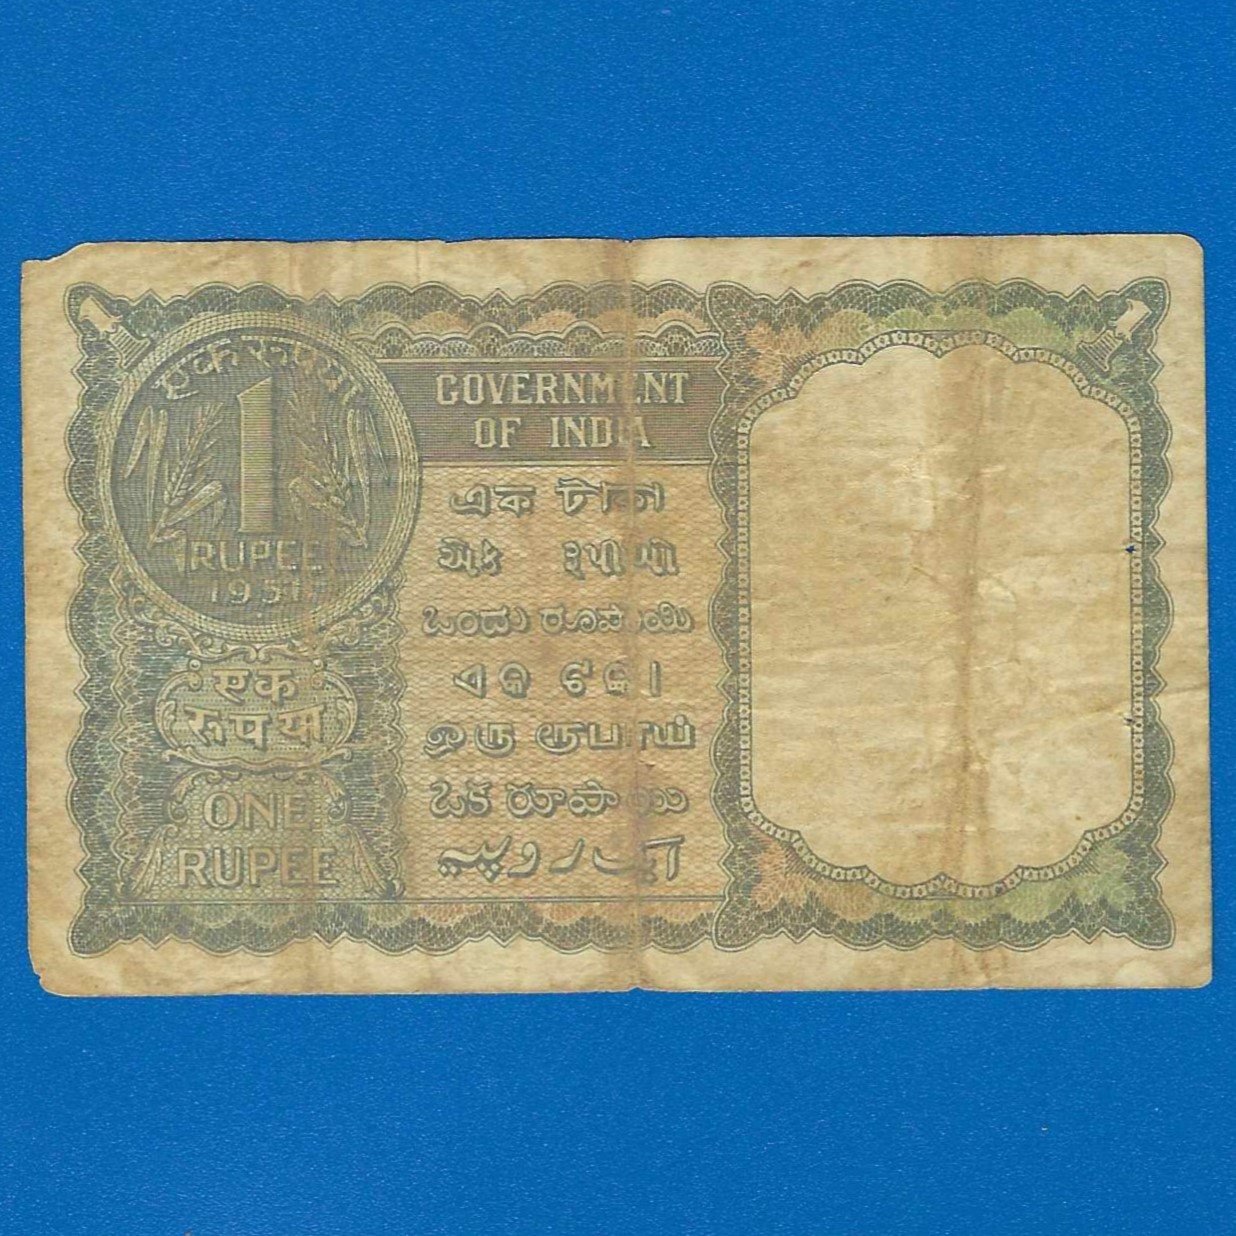 एक रूपया
1
RUPEE
1951
एक
रूपया
ONE
RUPEE
GOVERNMENT
OF INDIA
এক টাকা
એક રૂપીયો
ಒಂದು ರೂಪಾಯಿ
ଏକ ଟଙ୍କା
ஒரு ரூபாய்
ఒక రూపాయి
ایک روپیہ